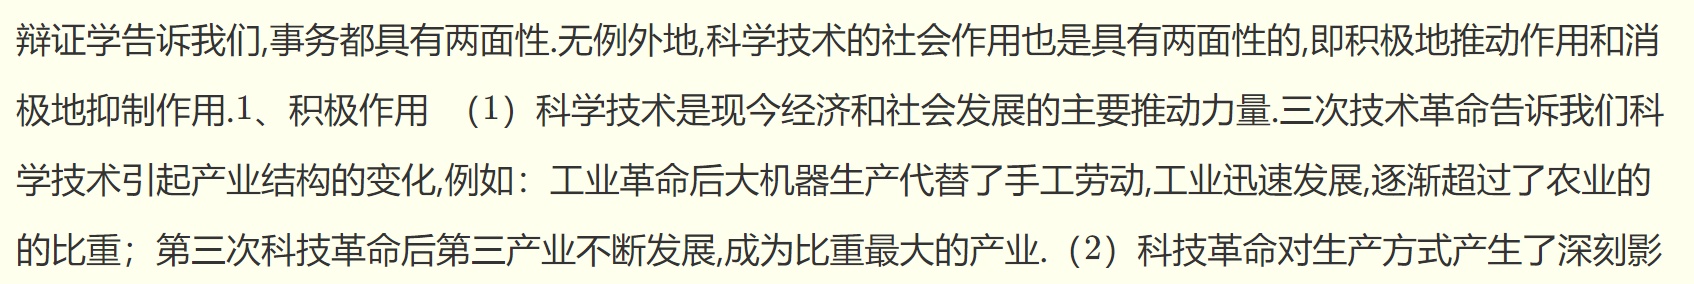 辩证学告诉我们,事务都具有两面性.无例外地,科学技术的社会作用也是具有两面性的,即积极地推动作用和消
极地抑制作用.1、积极作用 （1）科学技术是现今经济和社会发展的主要推动力量.三次技术革命告诉我们科
学技术引起产业结构的变化,例如：工业革命后大机器生产代替了手工劳动,工业迅速发展,逐渐超过了农业的
的比重；第三次科技革命后第三产业不断发展,成为比重最大的产业.（2）科技革命对生产方式产生了深刻影